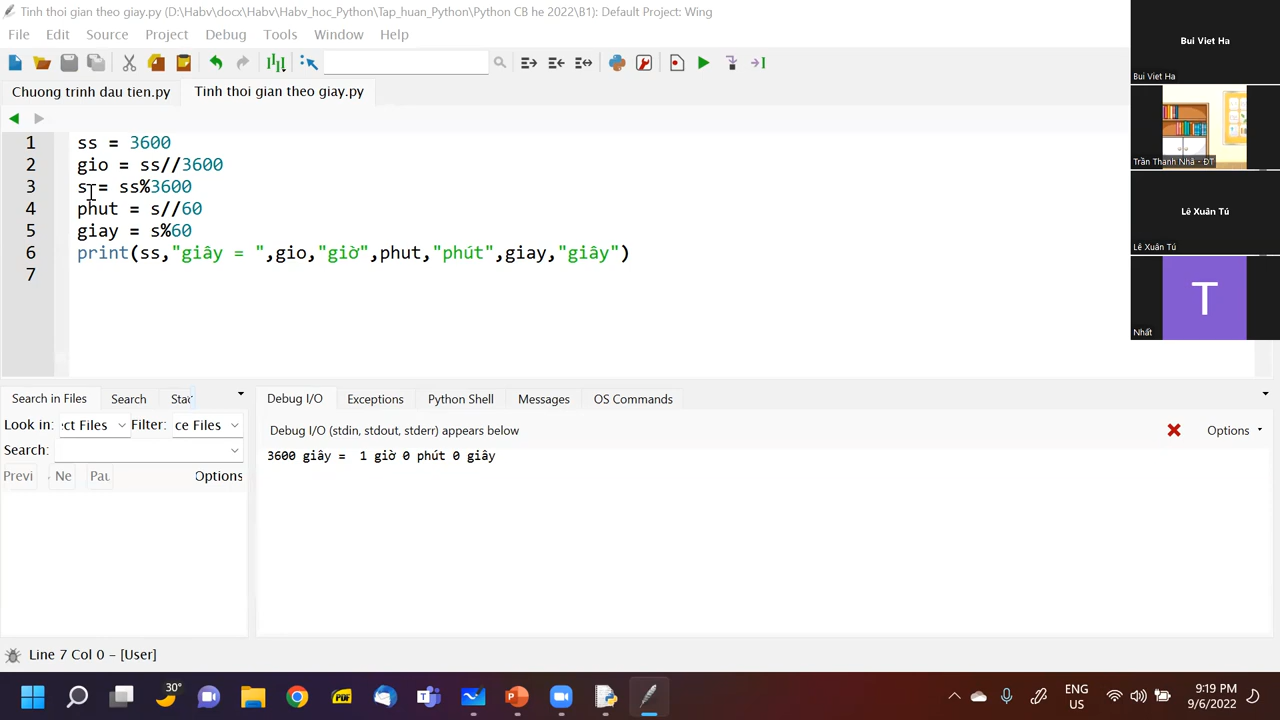 Tinh thoi gian theo giay.py (D:\Habv\docx\Habv\Habv_hoc_Python\Tap_huan_Python\Python CB he 2022\B1): Default Project: Wing
File Edit Source Project Debug Tools Window Help
Chuong trinh dau tien.py Tinh thoi gian theo giay.py
1 ss = 3600
2 gio = ss//3600
3 s = ss%3600
4 phut = s//60
5 giay = s%60
6 print(ss,"giây = ",gio,"giờ",phut,"phút",giay,"giây")
7
Bui Viet Ha
Bui Viet Ha
Trần Thanh Nhã - ĐT
Lê Xuân Tú
Lê Xuân Tú
T
Nhất
Search in Files Search Stac Debug I/O Exceptions Python Shell Messages OS Commands
Look in: ect Files Filter: ce Files
Search:
Previ Ne Pau Options
Debug I/O (stdin, stdout, stderr) appears below Options
3600 giây =  1 giờ 0 phút 0 giây
Line 7 Col 0 – [User]
30°
PDF
ENG
US
9:19 PM
9/6/2022